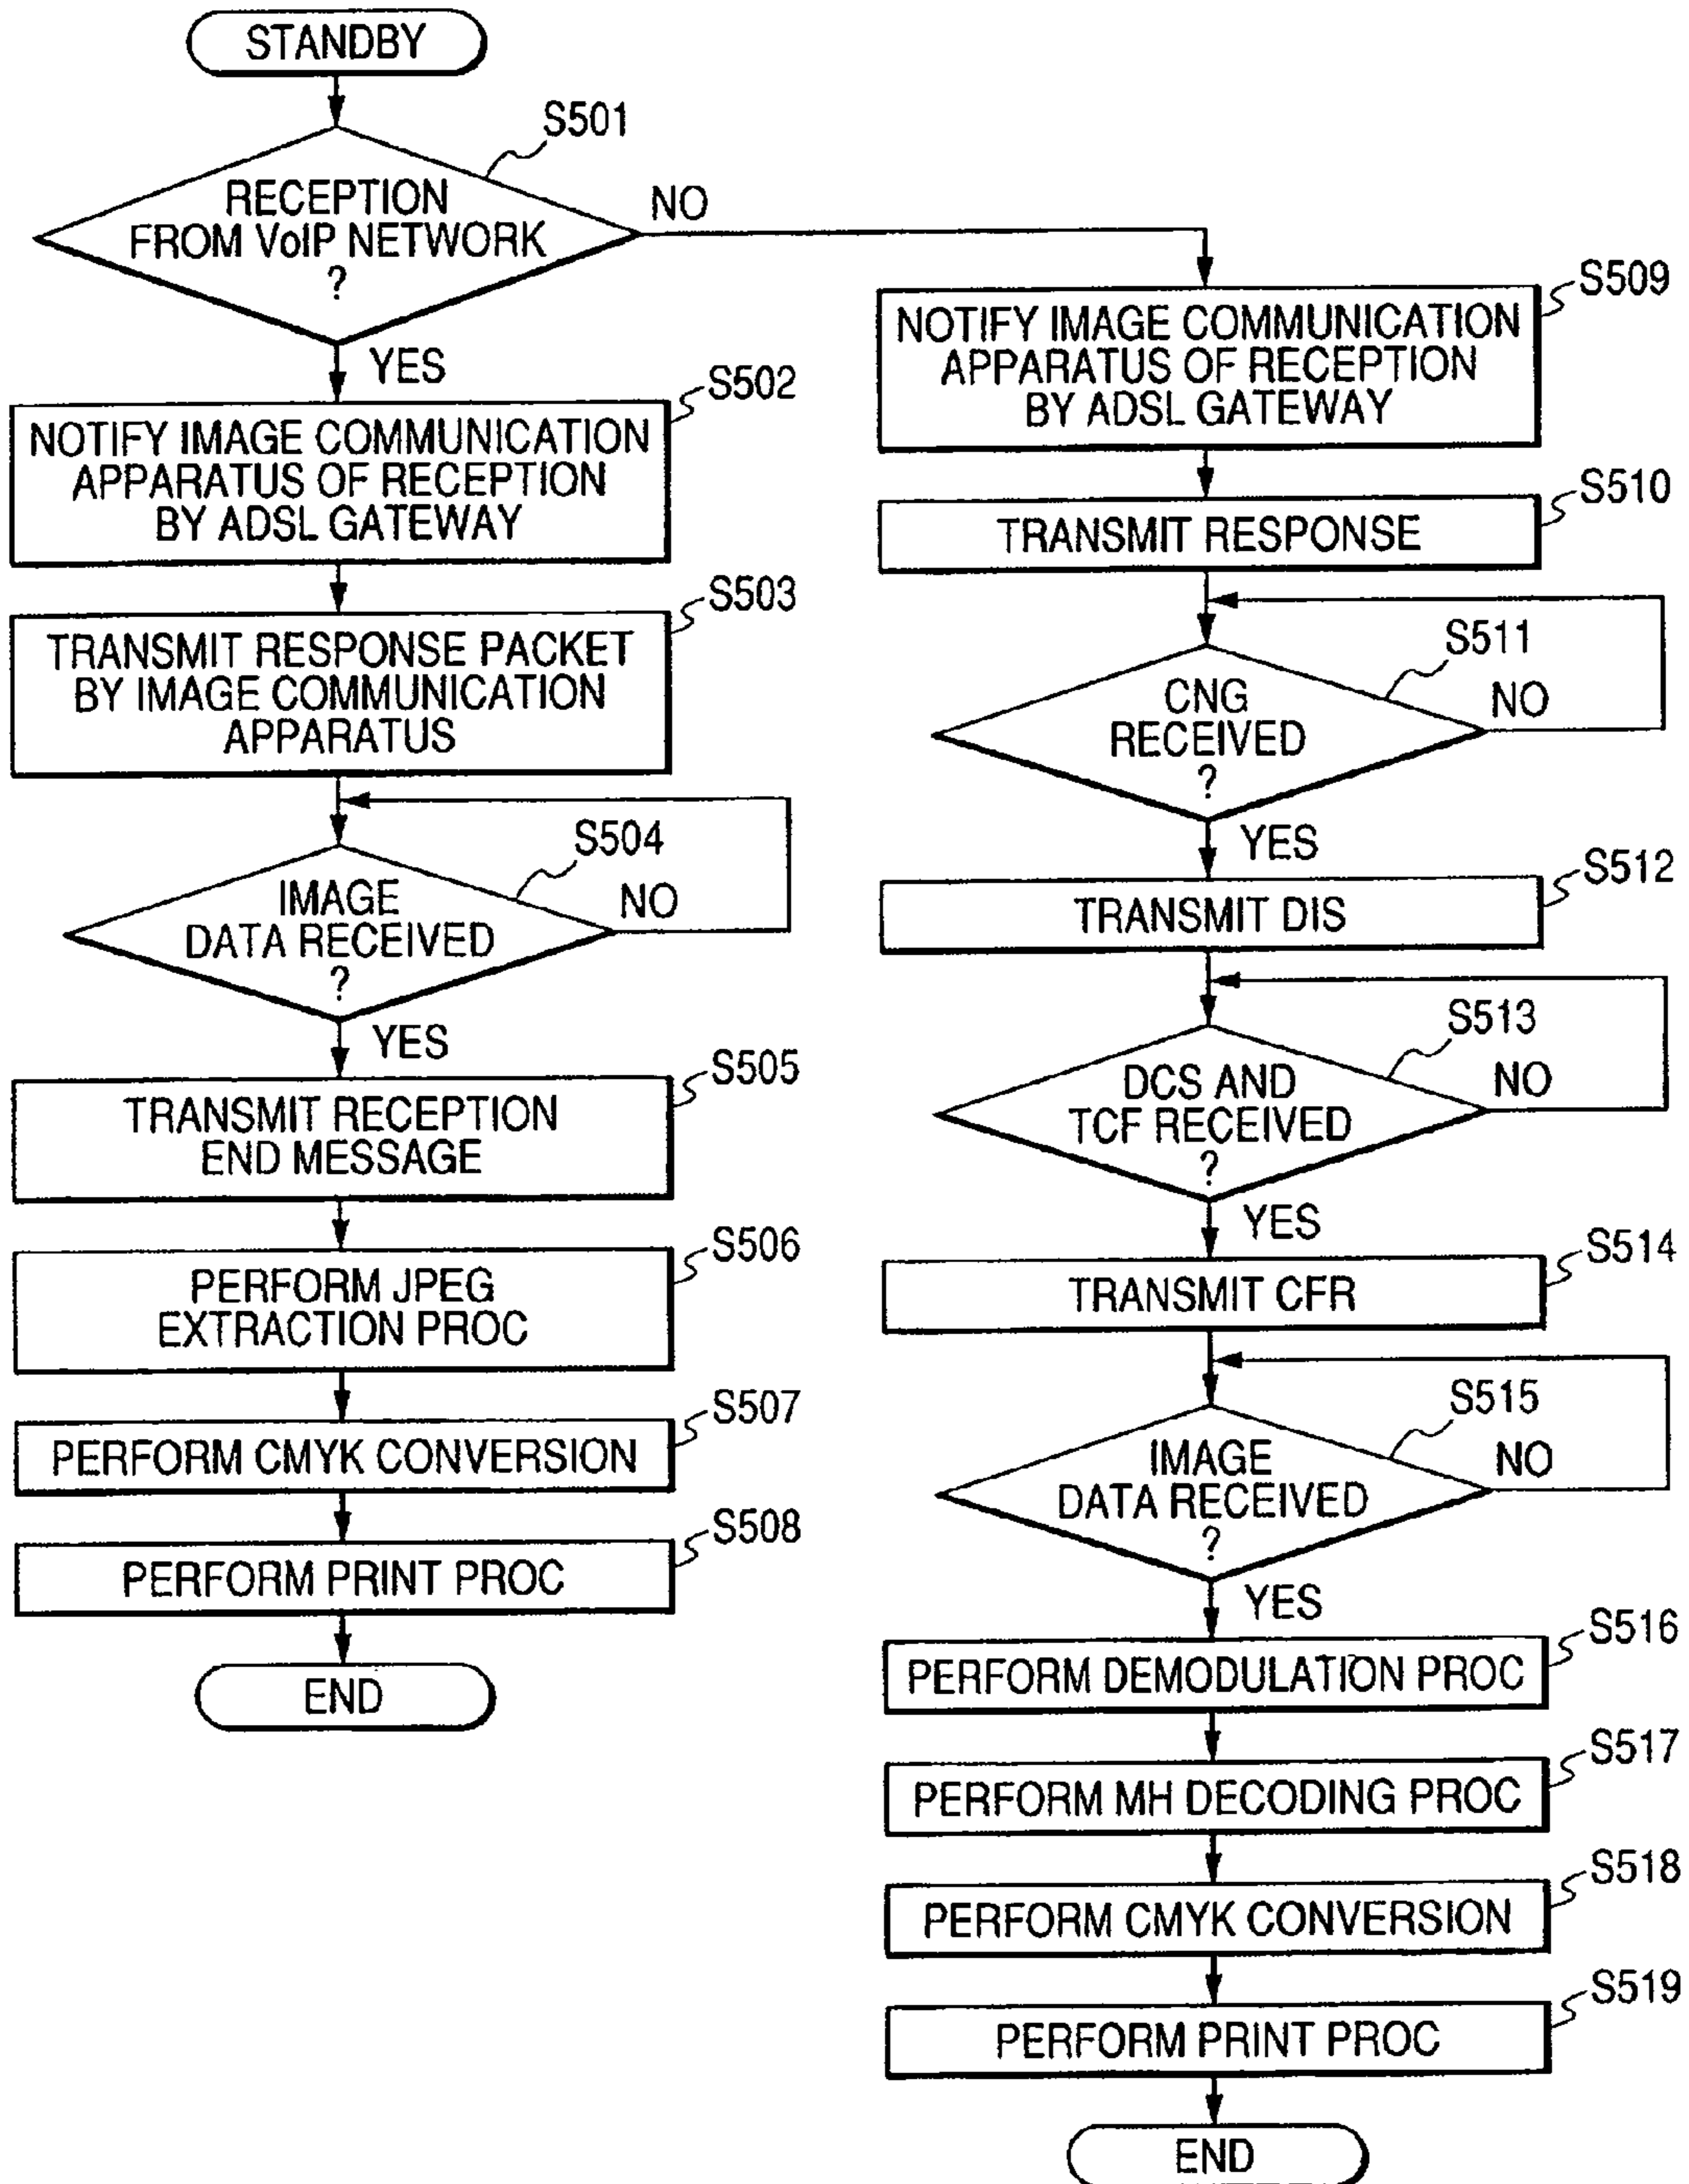 STANDBY
S501
RECEPTION
FROM VoIP NETWORK
?
NO
YES
S502
NOTIFY IMAGE COMMUNICATION
APPARATUS OF RECEPTION
BY ADSL GATEWAY
S503
TRANSMIT RESPONSE PACKET
BY IMAGE COMMUNICATION
APPARATUS
S504
IMAGE
DATA RECEIVED
?
NO
YES
S505
TRANSMIT RECEPTION
END MESSAGE
S506
PERFORM JPEG
EXTRACTION PROC
S507
PERFORM CMYK CONVERSION
S508
PERFORM PRINT PROC
END
S509
NOTIFY IMAGE COMMUNICATION
APPARATUS OF RECEPTION
BY ADSL GATEWAY
S510
TRANSMIT RESPONSE
S511
CNG
RECEIVED
?
NO
YES
S512
TRANSMIT DIS
S513
DCS AND
TCF RECEIVED
?
NO
YES
S514
TRANSMIT CFR
S515
IMAGE
DATA RECEIVED
?
NO
YES
S516
PERFORM DEMODULATION PROC
S517
PERFORM MH DECODING PROC
S518
PERFORM CMYK CONVERSION
S519
PERFORM PRINT PROC
END